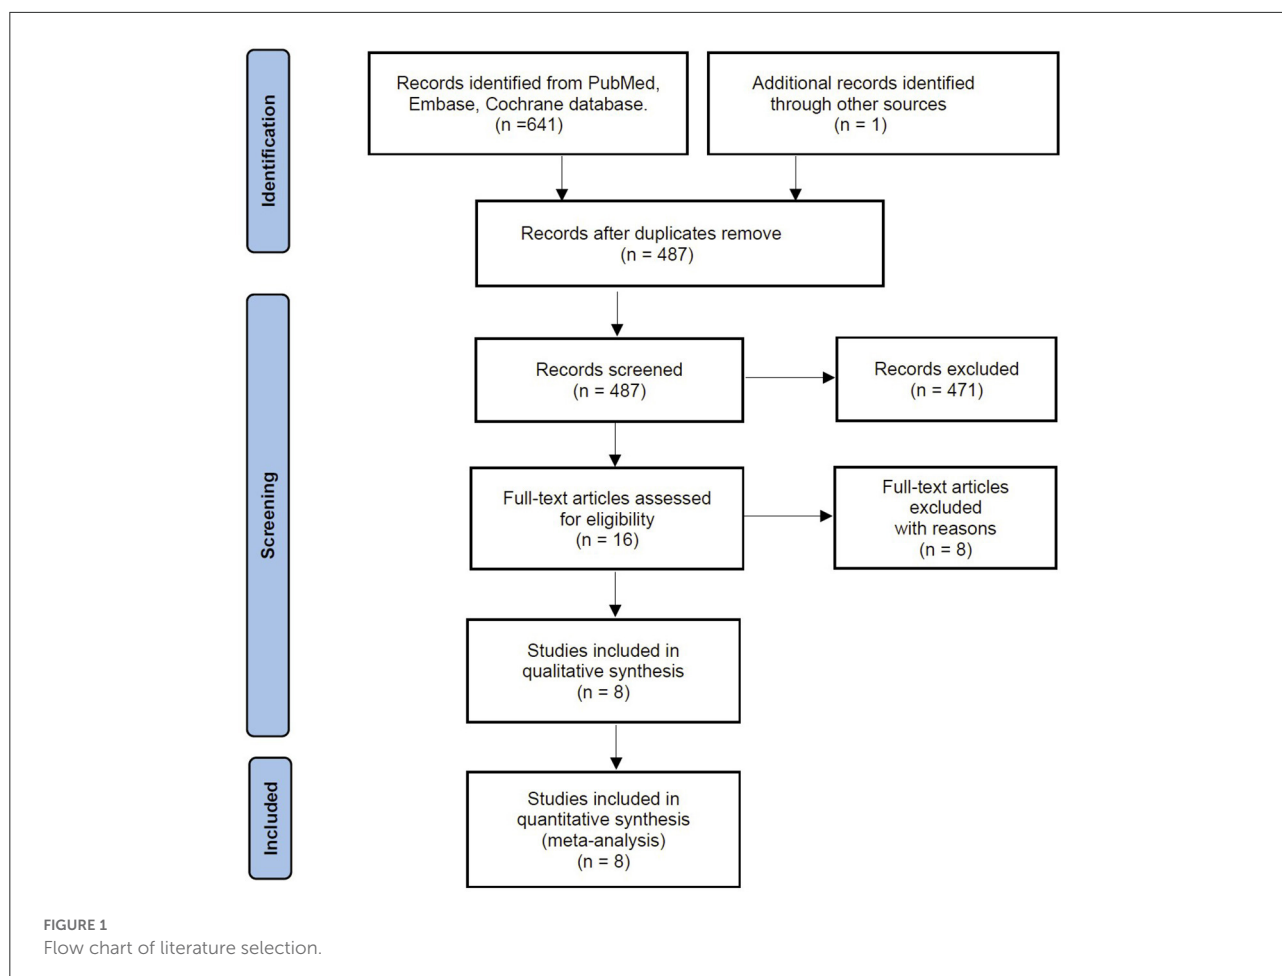 Identification
Records identified from PubMed,
Embase, Cochrane database.
(n =641)
Additional records identified
through other sources
(n = 1)
Records after duplicates remove
(n = 487)
Screening
Records screened
(n = 487)
Records excluded
(n = 471)
Full-text articles assessed
for eligibility
(n = 16)
Full-text articles
excluded
with reasons
(n = 8)
Studies included in
qualitative synthesis
(n = 8)
Included
Studies included in
quantitative synthesis
(meta-analysis)
(n = 8)
FIGURE 1
Flow chart of literature selection.